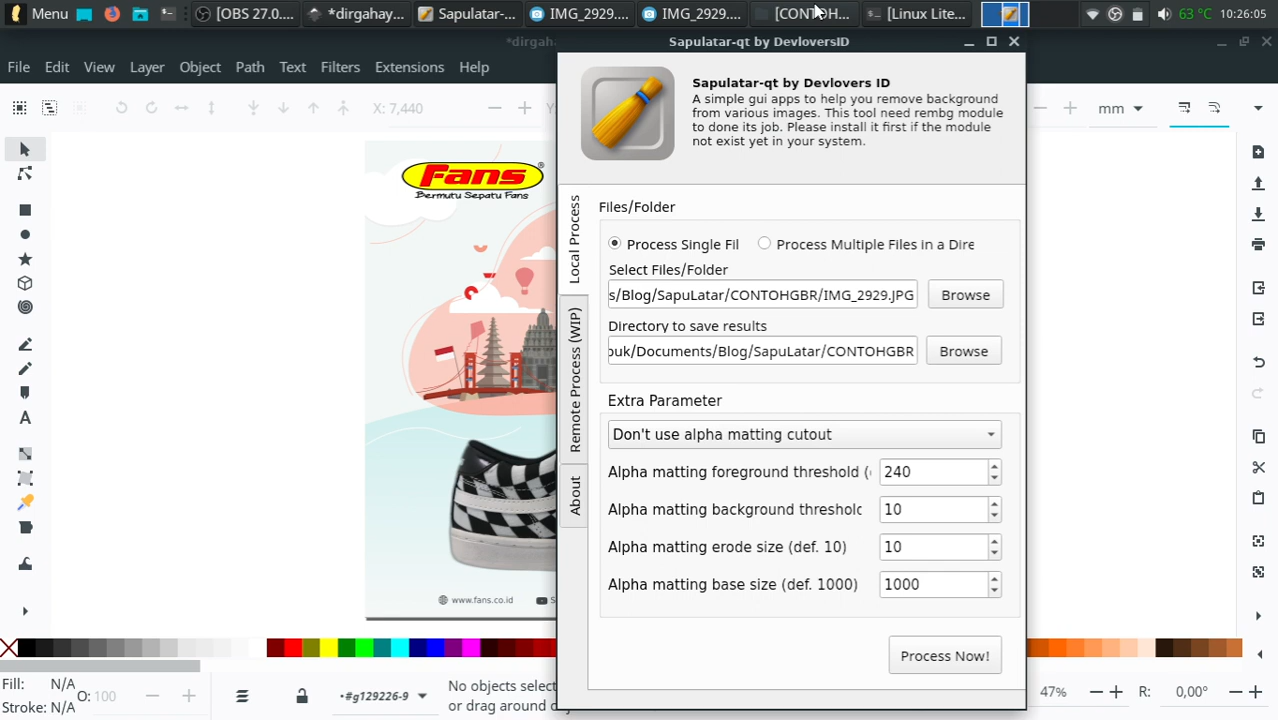 Menu
[OBS 27.0....
*dirgahay...
Sapulatar-...
IMG_2929....
IMG_2929....
[CONTOH...
[Linux Lite...
63 °C
10:26:05
*dirgah
Sapulatar-qt by DevloversID
File Edit View Layer Object Path Text Filters Extensions Help
X: 7,440
mm
Sapulatar-qt by Devlovers ID
A simple gui apps to help you remove background
from various images. This tool need rembg module
to done its job. Please install it first if the module
not exist yet in your system.
Fans®
Bermutu Sepatu Fans
www.fans.co.id
Local Process
Remote Process (WIP)
About
Files/Folder
Process Single Fil
Process Multiple Files in a Dire
Select Files/Folder
s/Blog/SapuLatar/CONTOHGBR/IMG_2929.JPG
Browse
Directory to save results
ouk/Documents/Blog/SapuLatar/CONTOHGBR
Browse
Extra Parameter
Don't use alpha matting cutout
Alpha matting foreground threshold (
240
Alpha matting background threshold
10
Alpha matting erode size (def. 10)
10
Alpha matting base size (def. 1000)
1000
Process Now!
Fill: N/A
Stroke: N/A
O: 100
•#g129226-9
No objects select
or drag around o
47%
R: 0,00°